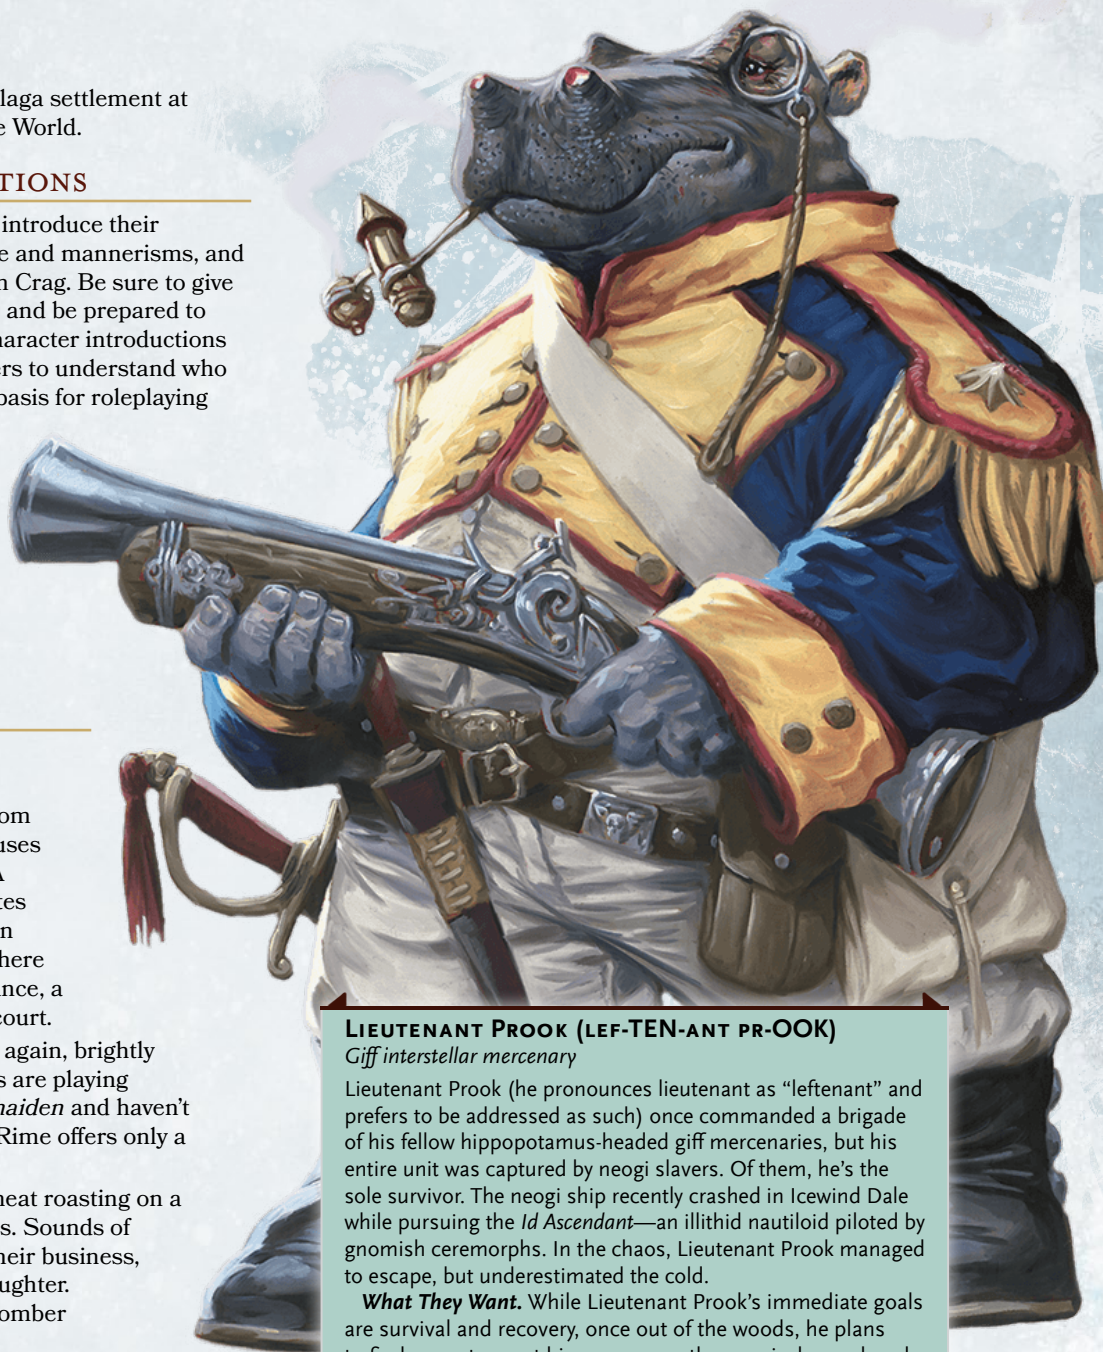 laga settlement at
World.
TIONS
introduce their
and mannerisms, and
Crag. Be sure to give
and be prepared to
haracter introductions
to understand who
basis for roleplaying
om
uses
A
tes
n
here
nce, a
court.
again, brightly
s are playing
naiden and haven't
Rime offers only a
neat roasting on a
s. Sounds of
heir business,
ughter.
omber
LIEUTENANT PROOK (LEF-TEN-ANT PR-OOK)
Giff interstellar mercenary
Lieutenant Prook (he pronounces lieutenant as “leftenant” and
prefers to be addressed as such) once commanded a brigade
of his fellow hippopotamus-headed giff mercenaries, but his
entire unit was captured by neogi slavers. Of them, he’s the
sole survivor. The neogi ship recently crashed in Icewind Dale
while pursuing the Id Ascendant—an illithid nautiloid piloted by
gnomish ceremorphs. In the chaos, Lieutenant Prook managed
to escape, but underestimated the cold.
What They Want. While Lieutenant Prook’s immediate goals
are survival and recovery, once out of the woods, he plans